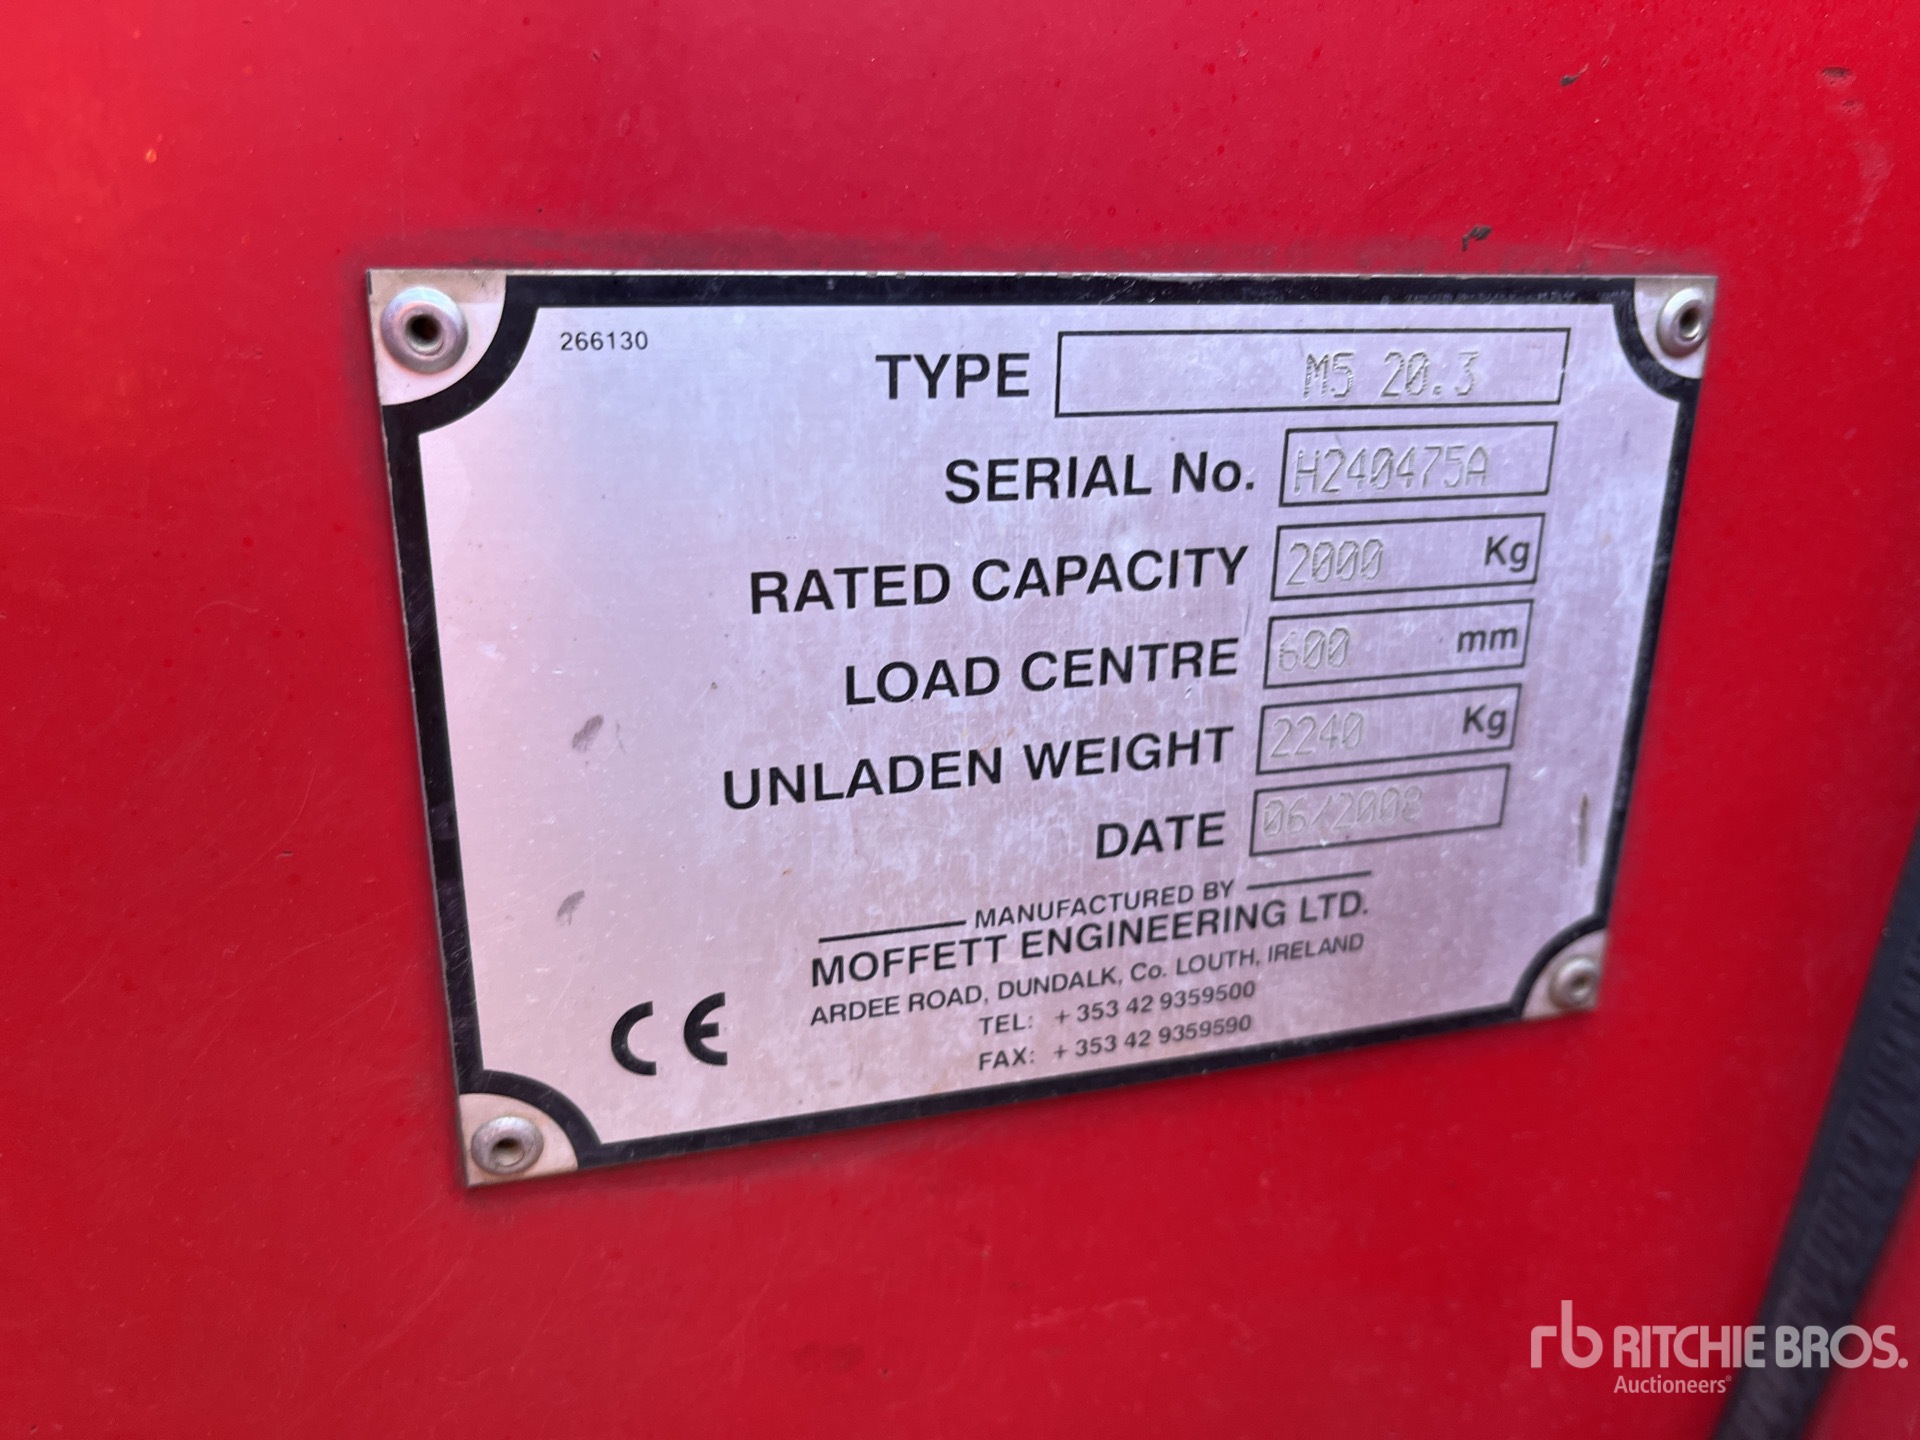 266130
TYPE M5 20.3
SERIAL No. H240475A
RATED CAPACITY 2000 Kg
LOAD CENTRE 600 mm
UNLADEN WEIGHT 2240 Kg
DATE 06/2008
MANUFACTURED BY
MOFFETT ENGINEERING LTD.
ARDEE ROAD, DUNDALK, Co. LOUTH, IRELAND
TEL: + 353 42 9359500
FAX: + 353 42 9359590
CE
rb RITCHIE BROS.
Auctioneers®